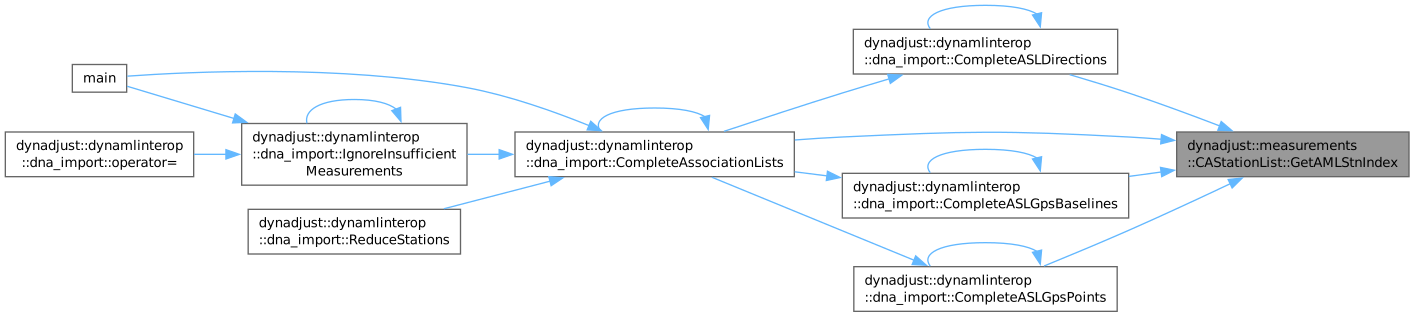 main
dynadjust::dynamlinterop
::dna_import::operator=
dynadjust::dynamlinterop
::dna_import::IgnoreInsufficient
Measurements
dynadjust::dynamlinterop
::dna_import::ReduceStations
dynadjust::dynamlinterop
::dna_import::CompleteAssociationLists
dynadjust::dynamlinterop
::dna_import::CompleteASLDirections
dynadjust::dynamlinterop
::dna_import::CompleteASLGpsBaselines
dynadjust::dynamlinterop
::dna_import::CompleteASLGpsPoints
dynadjust::measurements
::CAStationList::GetAMLStnIndex